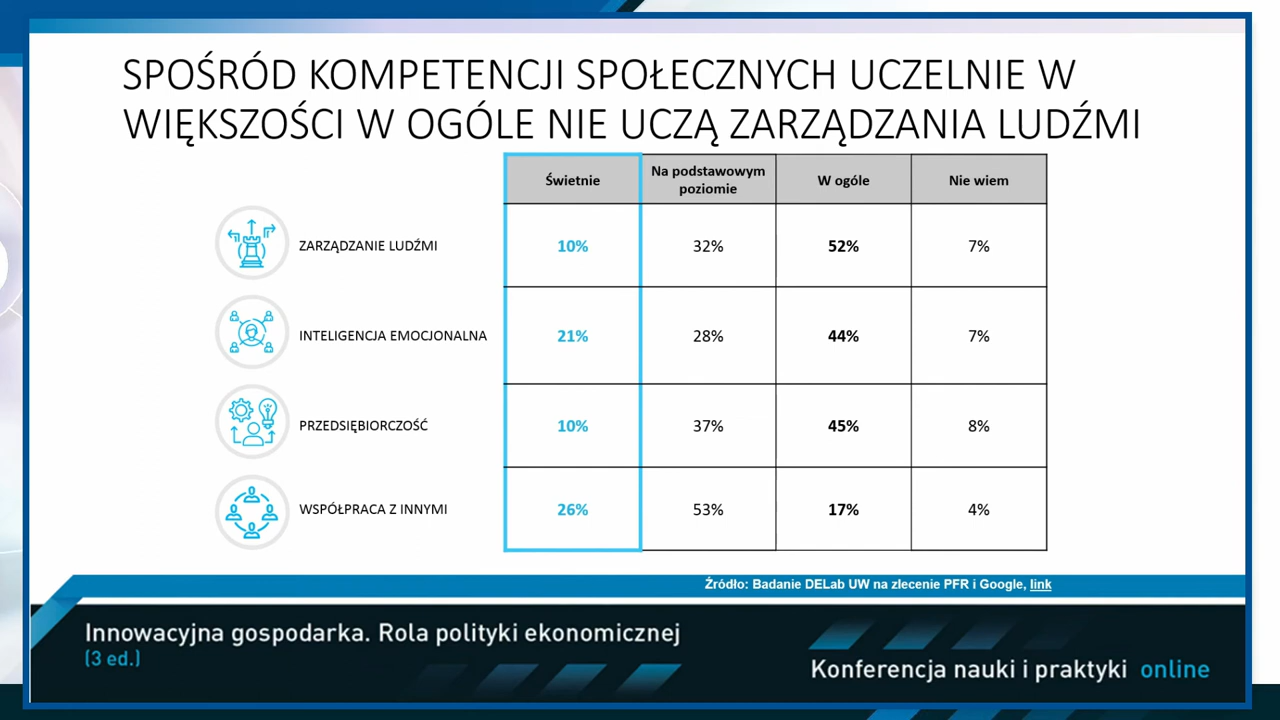 SPOŚRÓD KOMPETENCJI SPOŁECZNYCH UCZELNIE W
WIĘKSZOŚCI W OGÓLE NIE UCZĄ ZARZĄDZANIA LUDŹMI
Świetnie
Na podstawowym
poziomie
W ogóle
Nie wiem
ZARZĄDZANIE LUDŹMI 10% 32% 52% 7%
INTELIGENCJA EMOCJONALNA 21% 28% 44% 7%
PRZEDSIĘBIORCZOŚĆ 10% 37% 45% 8%
WSPÓŁPRACA Z INNYMI 26% 53% 17% 4%
Źródło: Badanie DELab UW na zlecenie PFR i Google, link
Innowacyjna gospodarka. Rola polityki ekonomicznej
(3 ed.)
Konferencja nauki i praktyki online